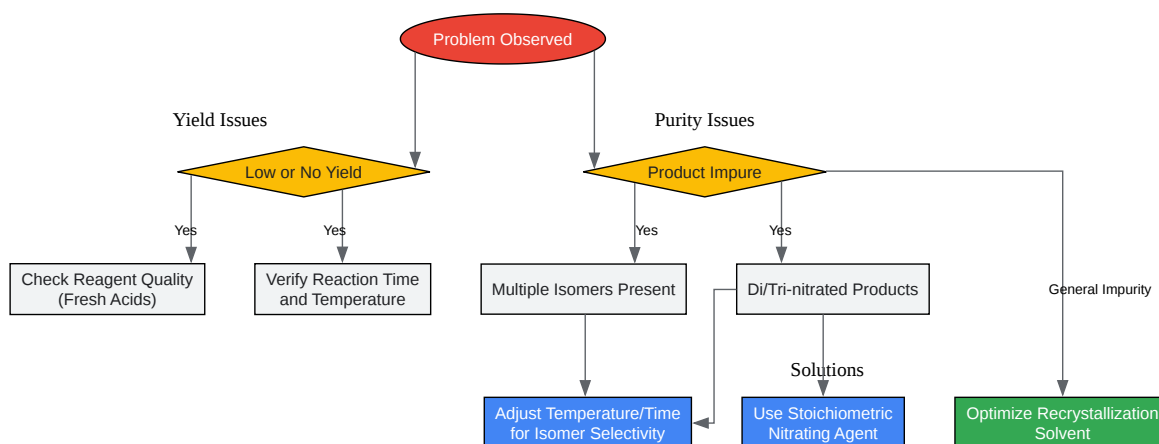 Problem Observed
Yield Issues
Purity Issues
Low or No Yield
Product Impure
Yes
Yes
Yes
Yes
Check Reagent Quality
(Fresh Acids)
Verify Reaction Time
and Temperature
Multiple Isomers Present
Di/Tri-nitrated Products
General Impurity
Solutions
Adjust Temperature/Time
for Isomer Selectivity
Use Stoichiometric
Nitrating Agent
Optimize Recrystallization
Solvent